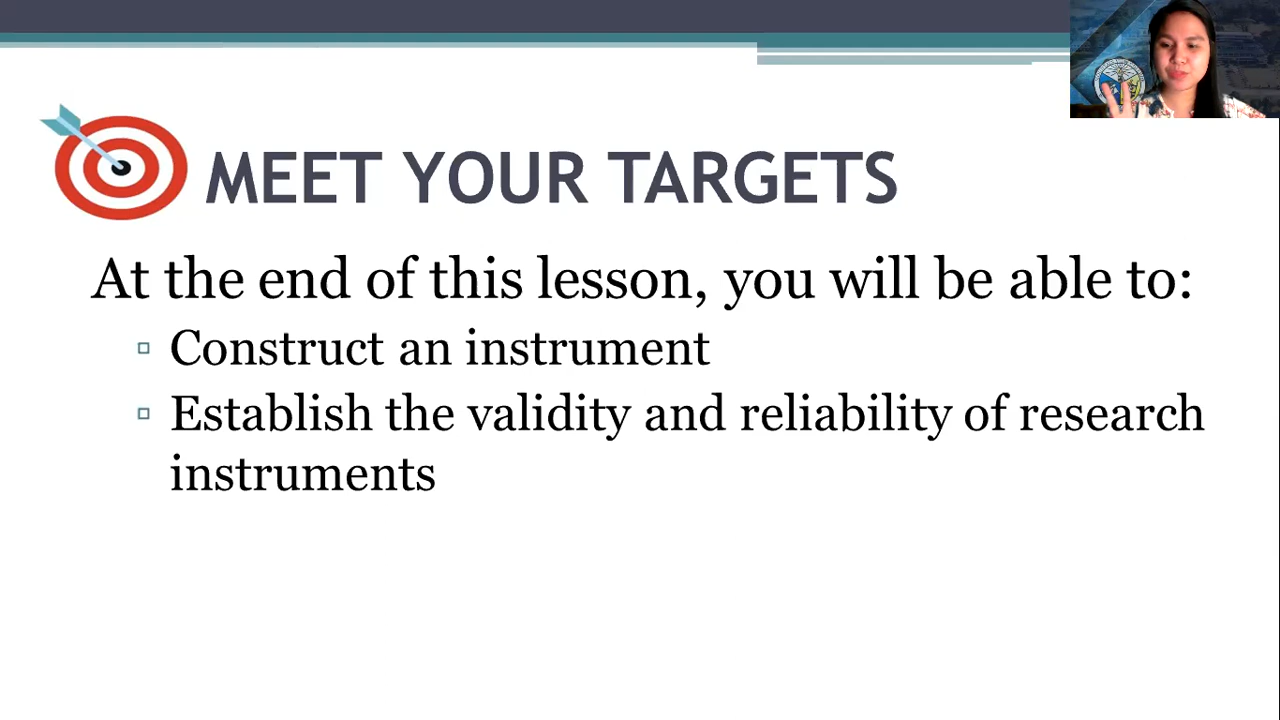 MEET YOUR TARGETS
At the end of this lesson, you will be able to:
Construct an instrument
Establish the validity and reliability of research
instruments